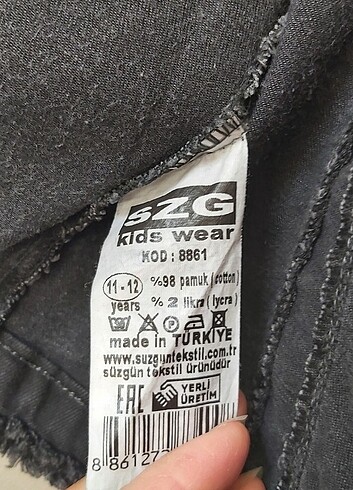 SZG
kids wear
KOD : 8861
11 - 12 %98 pamuk (cotton)
years %2 likra (lycra)
made in TÜRKİYE
www.suzguntekstil.com.tr
süzgün tekstil ürünüdür
EAC YERLİ
ÜRETİM